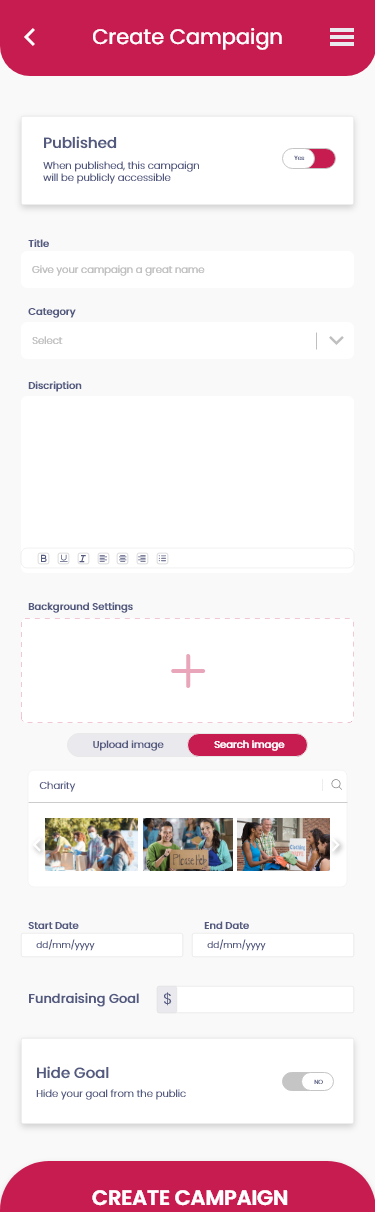 Create Campaign
Published
When published, this campaign
will be publicly accessible
Yes
Title
Give your campaign a great name
Category
Select
Discription
B U I
Background Settings
Upload image
Search image
Charity
Please help
Start Date
End Date
dd/mm/yyyy
dd/mm/yyyy
Fundraising Goal
$
Hide Goal
Hide your goal from the public
NO
CREATE CAMPAIGN